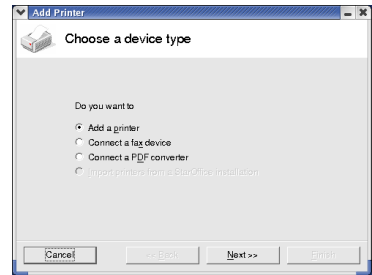 Add Printer
Choose a device type
Do you want to
Add a printer
Connect a fax device
Connect a PDF converter
Import printers from a StarOffice installation
Cancel
<< Back
Next >>
Finish